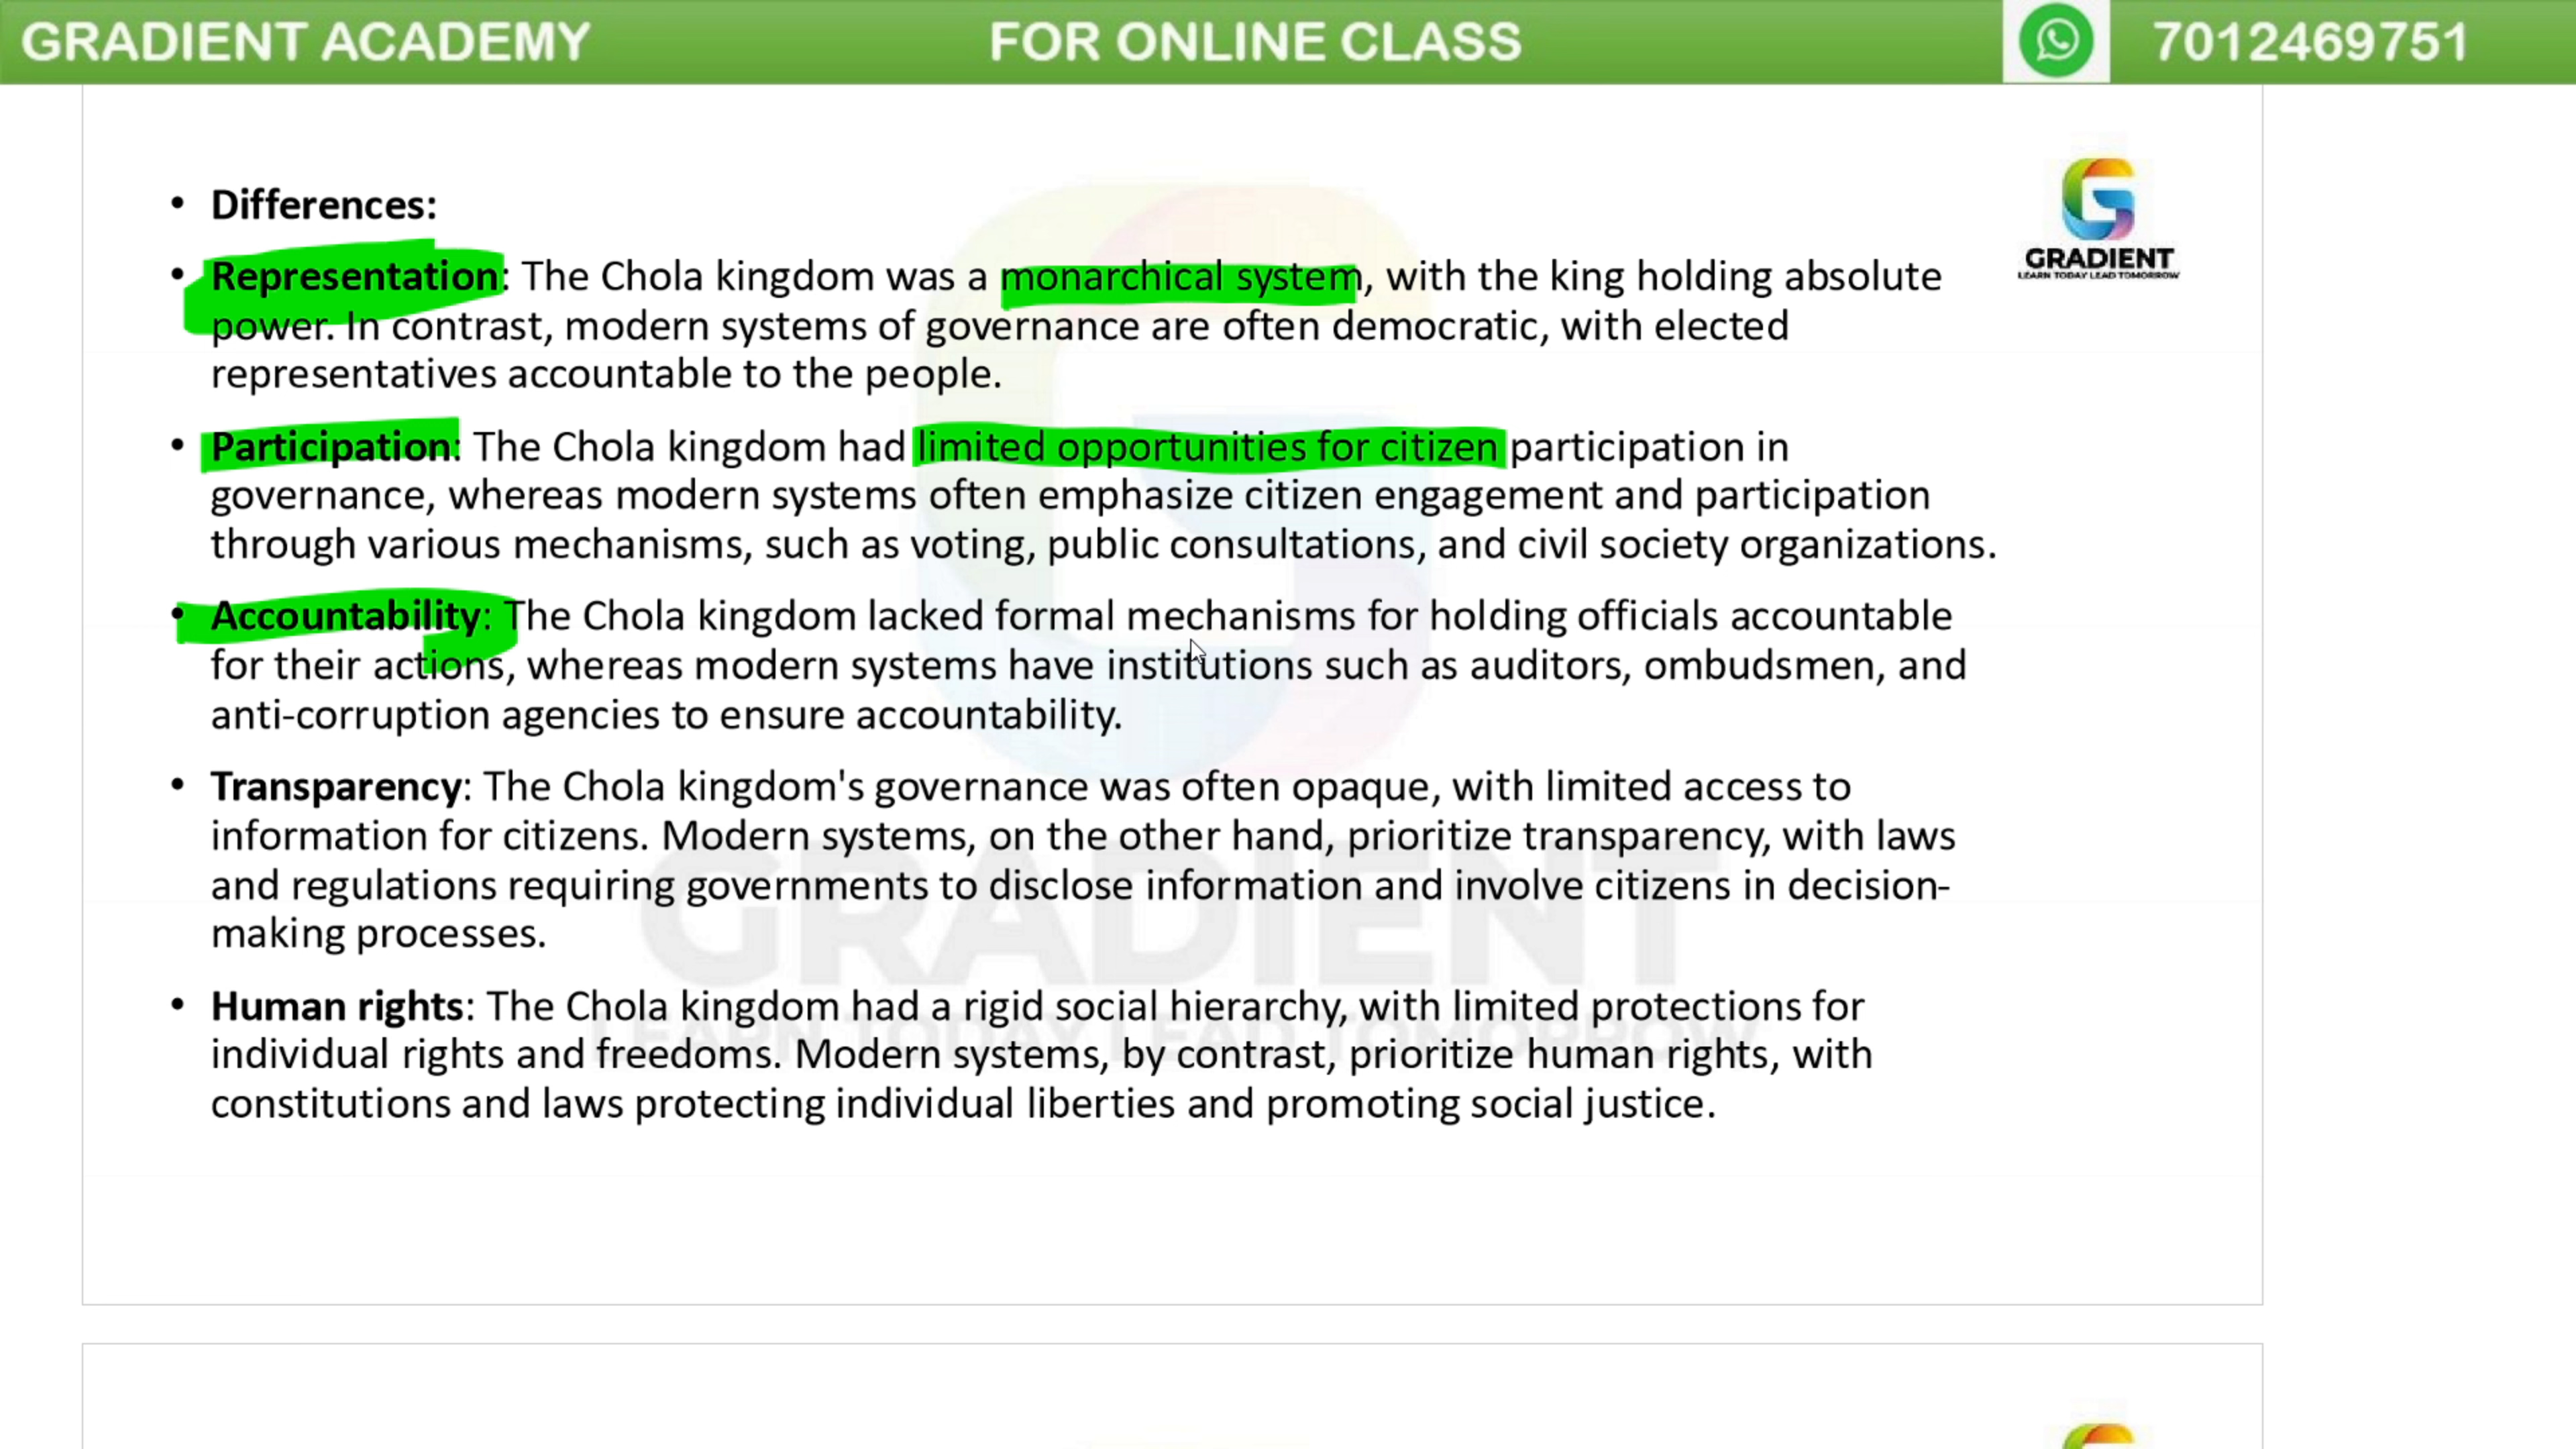 GRADIENT ACADEMY FOR ONLINE CLASS 7012469751
GRADIENT
LEARN TODAY LEAD TOMORROW
• Differences:
• Representation: The Chola kingdom was a monarchical system, with the king holding absolute
power. In contrast, modern systems of governance are often democratic, with elected
representatives accountable to the people.
• Participation: The Chola kingdom had limited opportunities for citizen participation in
governance, whereas modern systems often emphasize citizen engagement and participation
through various mechanisms, such as voting, public consultations, and civil society organizations.
• Accountability: The Chola kingdom lacked formal mechanisms for holding officials accountable
for their actions, whereas modern systems have institutions such as auditors, ombudsmen, and
anti-corruption agencies to ensure accountability.
• Transparency: The Chola kingdom's governance was often opaque, with limited access to
information for citizens. Modern systems, on the other hand, prioritize transparency, with laws
and regulations requiring governments to disclose information and involve citizens in decision-
making processes.
• Human rights: The Chola kingdom had a rigid social hierarchy, with limited protections for
individual rights and freedoms. Modern systems, by contrast, prioritize human rights, with
constitutions and laws protecting individual liberties and promoting social justice.
GRADIENT
LEARN TODAY LEAD TOMORROW